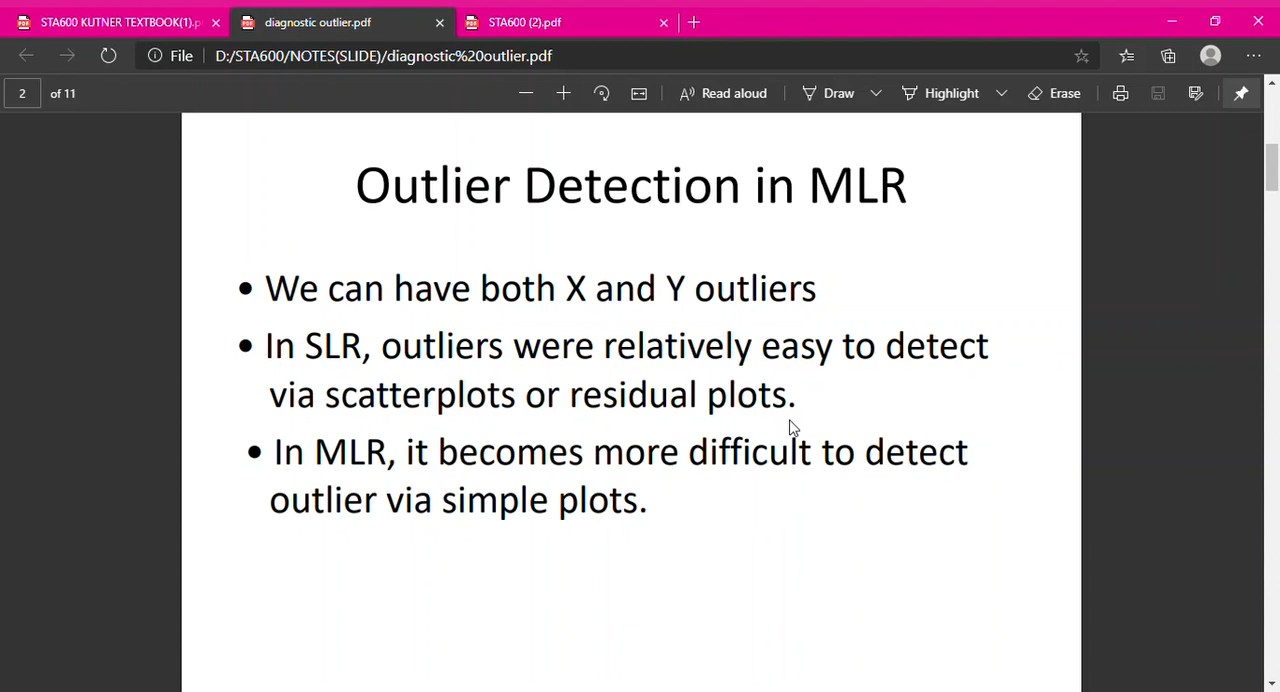 STA600 KUTNER TEXTBOOK(1).p
diagnostic outlier.pdf
STA600 (2).pdf
File
D:/STA600/NOTES(SLIDE)/diagnostic%20outlier.pdf
2 of 11
Read aloud
Draw
Highlight
Erase
Outlier Detection in MLR
• We can have both X and Y outliers
• In SLR, outliers were relatively easy to detect
via scatterplots or residual plots.
• In MLR, it becomes more difficult to detect
outlier via simple plots.